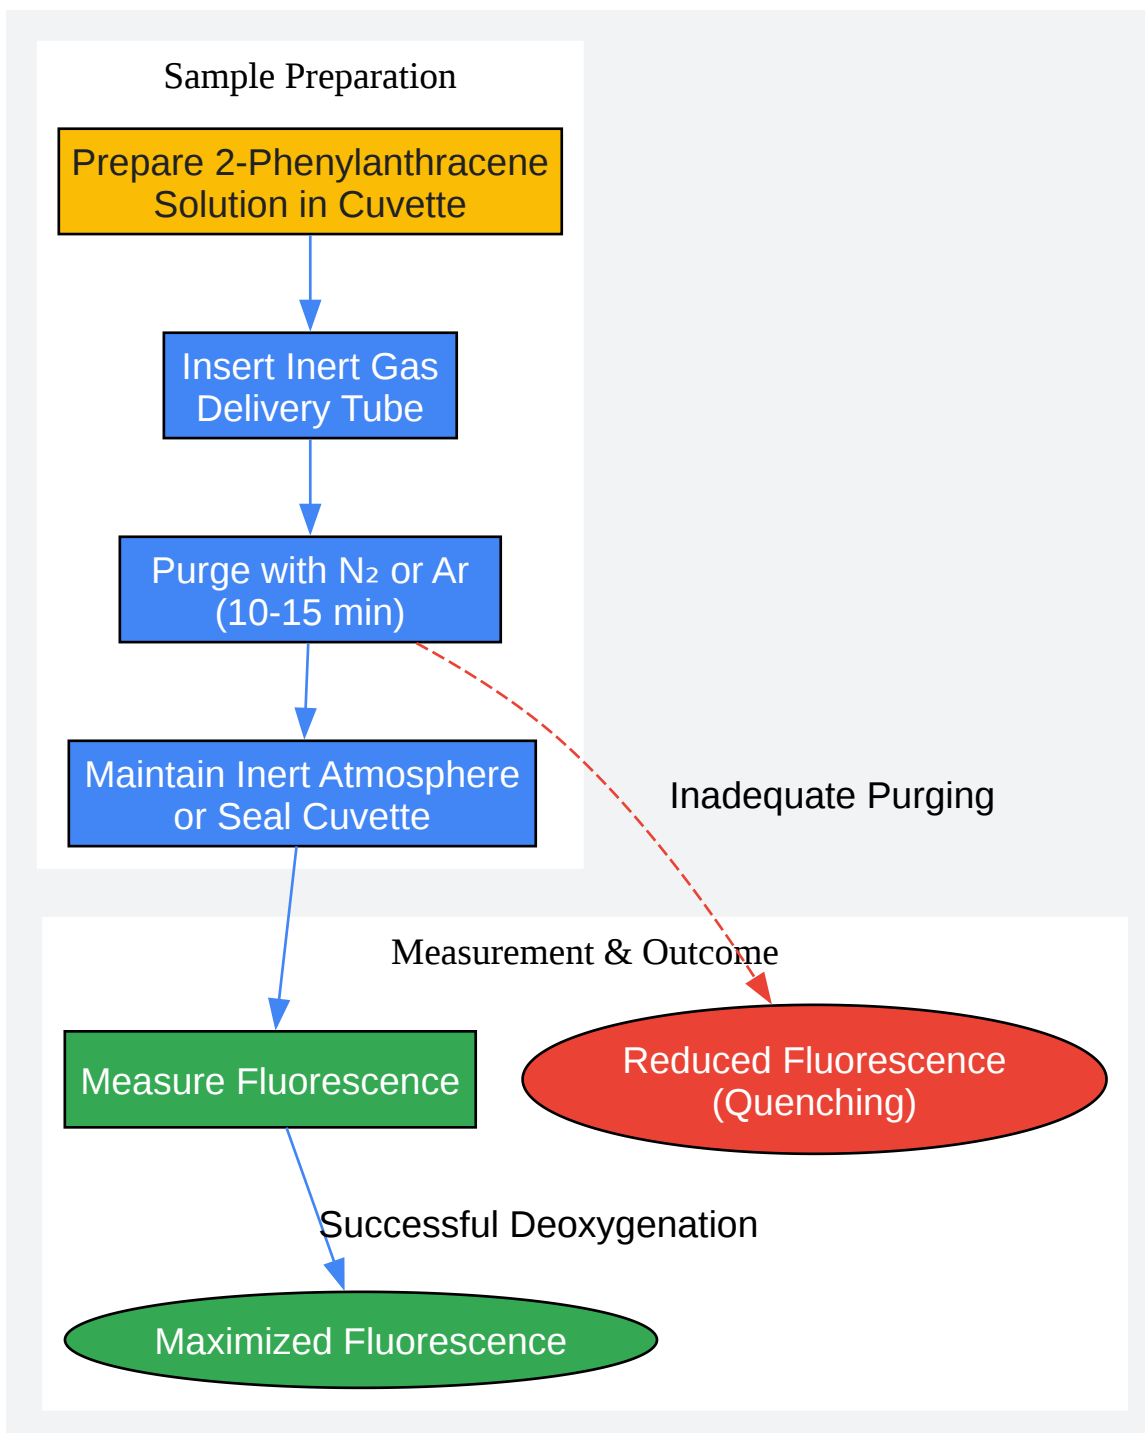 Sample Preparation
Prepare 2-Phenylanthracene
Solution in Cuvette
Insert Inert Gas
Delivery Tube
Purge with N₂ or Ar
(10-15 min)
Maintain Inert Atmosphere
or Seal Cuvette
Inadequate Purging
Measurement & Outcome
Measure Fluorescence
Reduced Fluorescence
(Quenching)
Successful Deoxygenation
Maximized Fluorescence